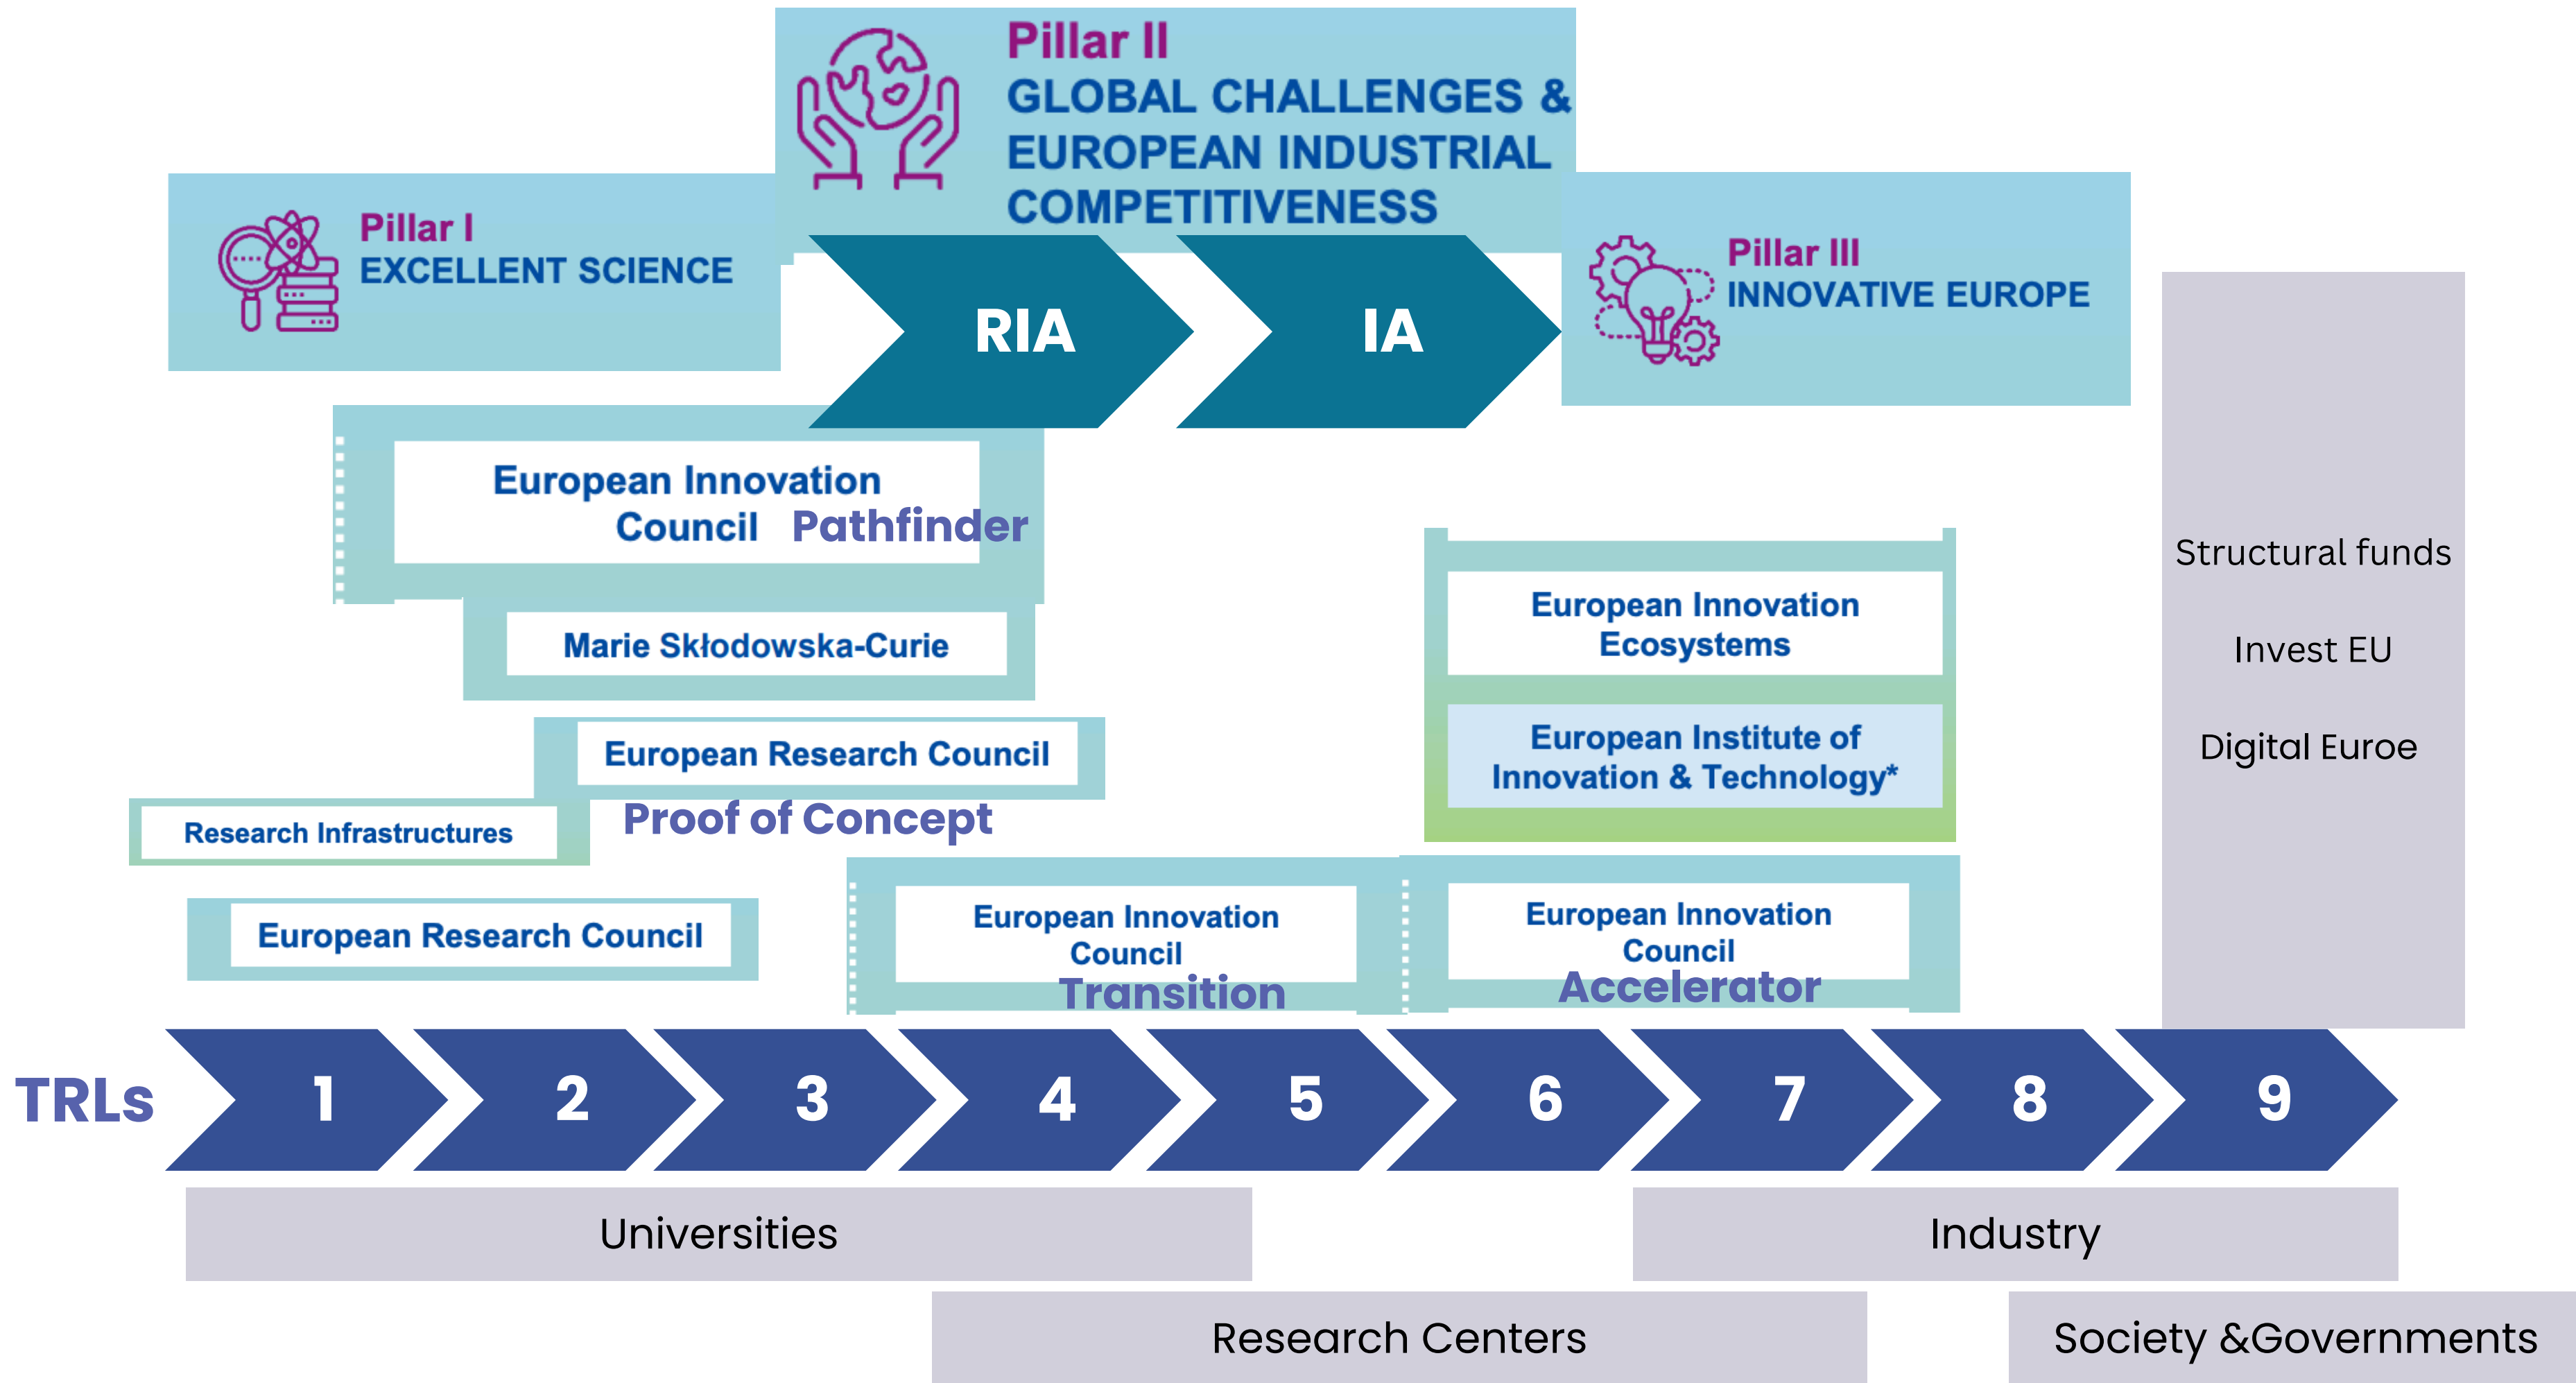 Pillar II
GLOBAL CHALLENGES &
EUROPEAN INDUSTRIAL
COMPETITIVENESS
Pillar I
EXCELLENT SCIENCE
Pillar III
INNOVATIVE EUROPE
RIA
IA
European Innovation
Council Pathfinder
Marie Skłodowska-Curie
European Research Council
Proof of Concept
Research Infrastructures
European Research Council
European Innovation
Council
Transition
European Innovation
Ecosystems
European Institute of
Innovation & Technology*
European Innovation
Council
Accelerator
Structural funds
Invest EU
Digital Euroe
TRLs 1 2 3 4 5 6 7 8 9
Universities
Industry
Research Centers
Society &Governments